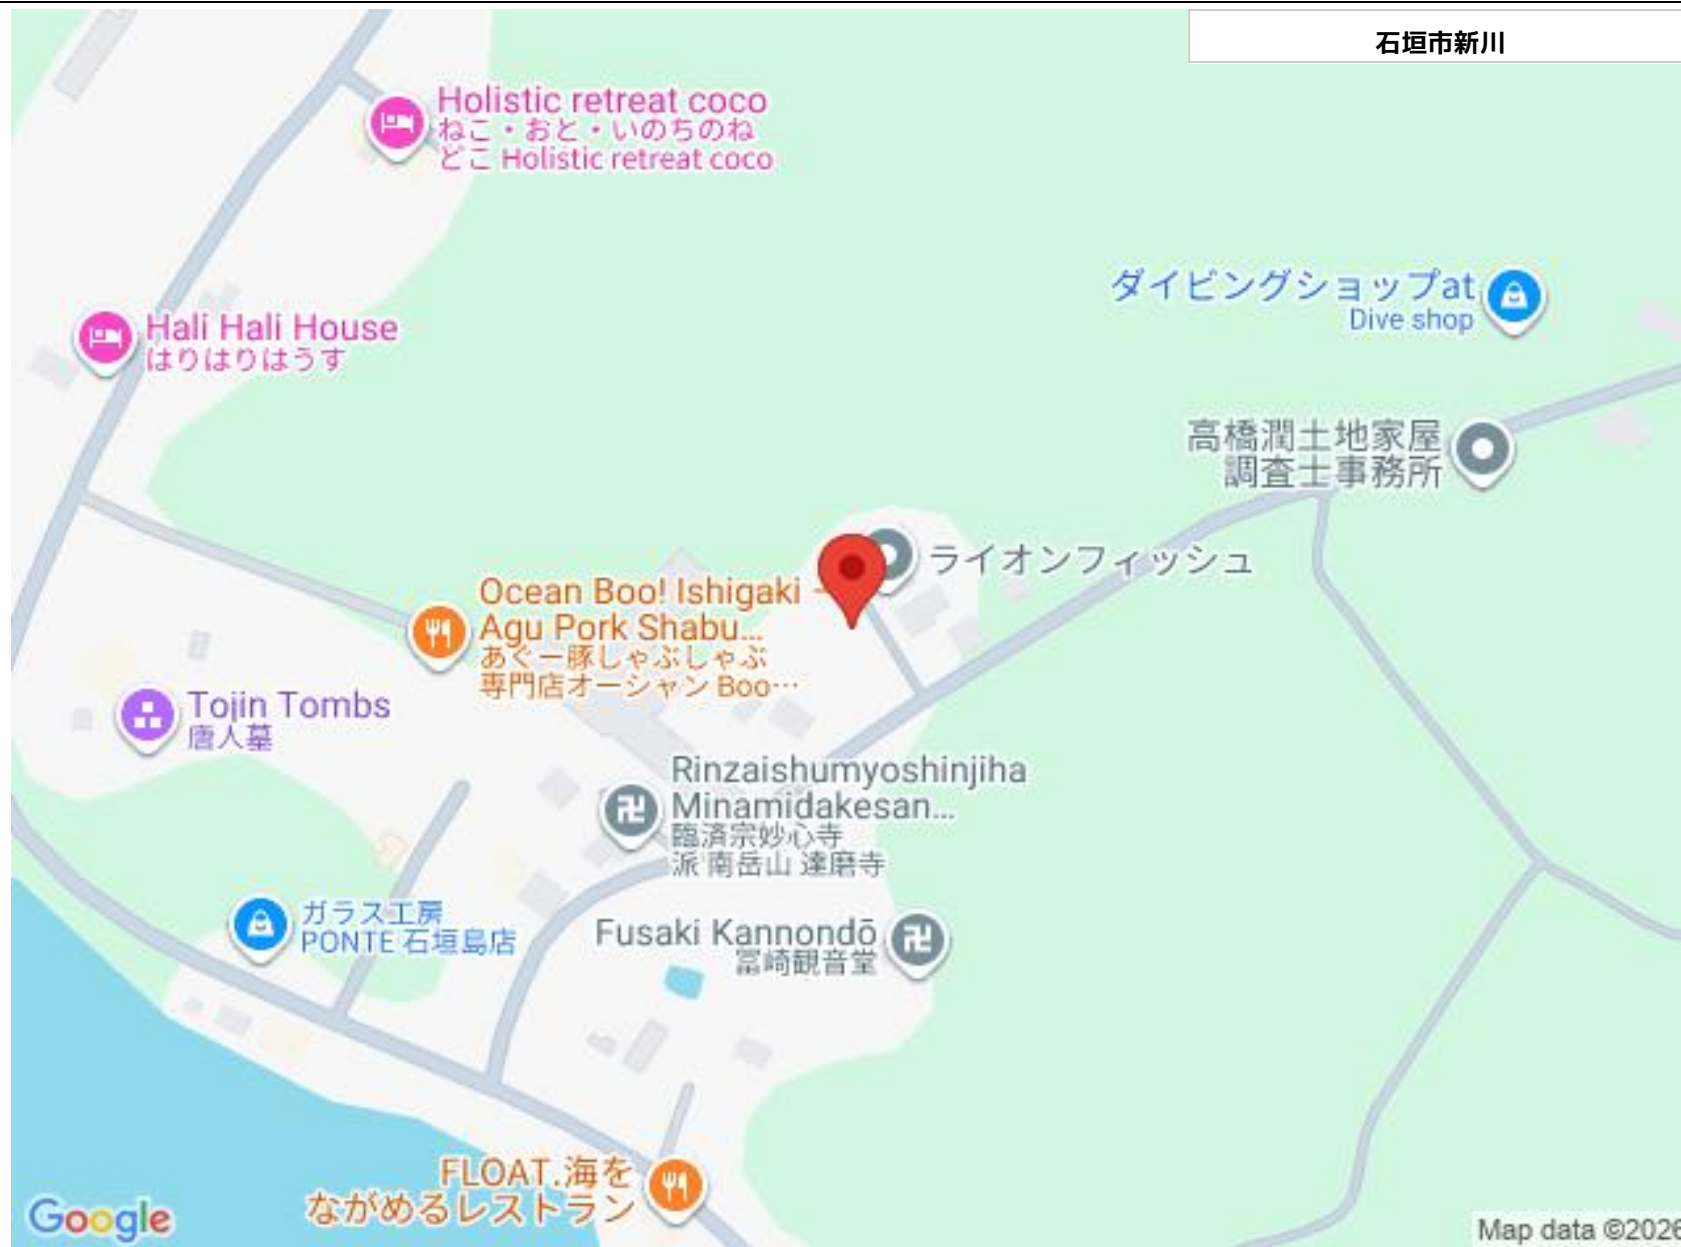 石垣市新川
Holistic retreat coco
ねこ・おと・いのちのね
どこ Holistic retreat coco
ダイビングショップat
Dive shop
Hali Hali House
はりはりはうす
高橋潤土地家屋
調査士事務所
ライオンフィッシュ
Ocean Boo! Ishigaki -
Agu Pork Shabu...
あぐー豚しゃぶしゃぶ
専門店オーシャン Boo…
Tojin Tombs
唐人墓
Rinzaishumyoshinjiha
Minamidakesan...
臨済宗妙心寺
派 南岳山 達磨寺
ガラス工房
PONTE 石垣島店
Fusaki Kannondō
冨崎観音堂
FLOAT.海を
ながめるレストラン
Google
Map data ©2026